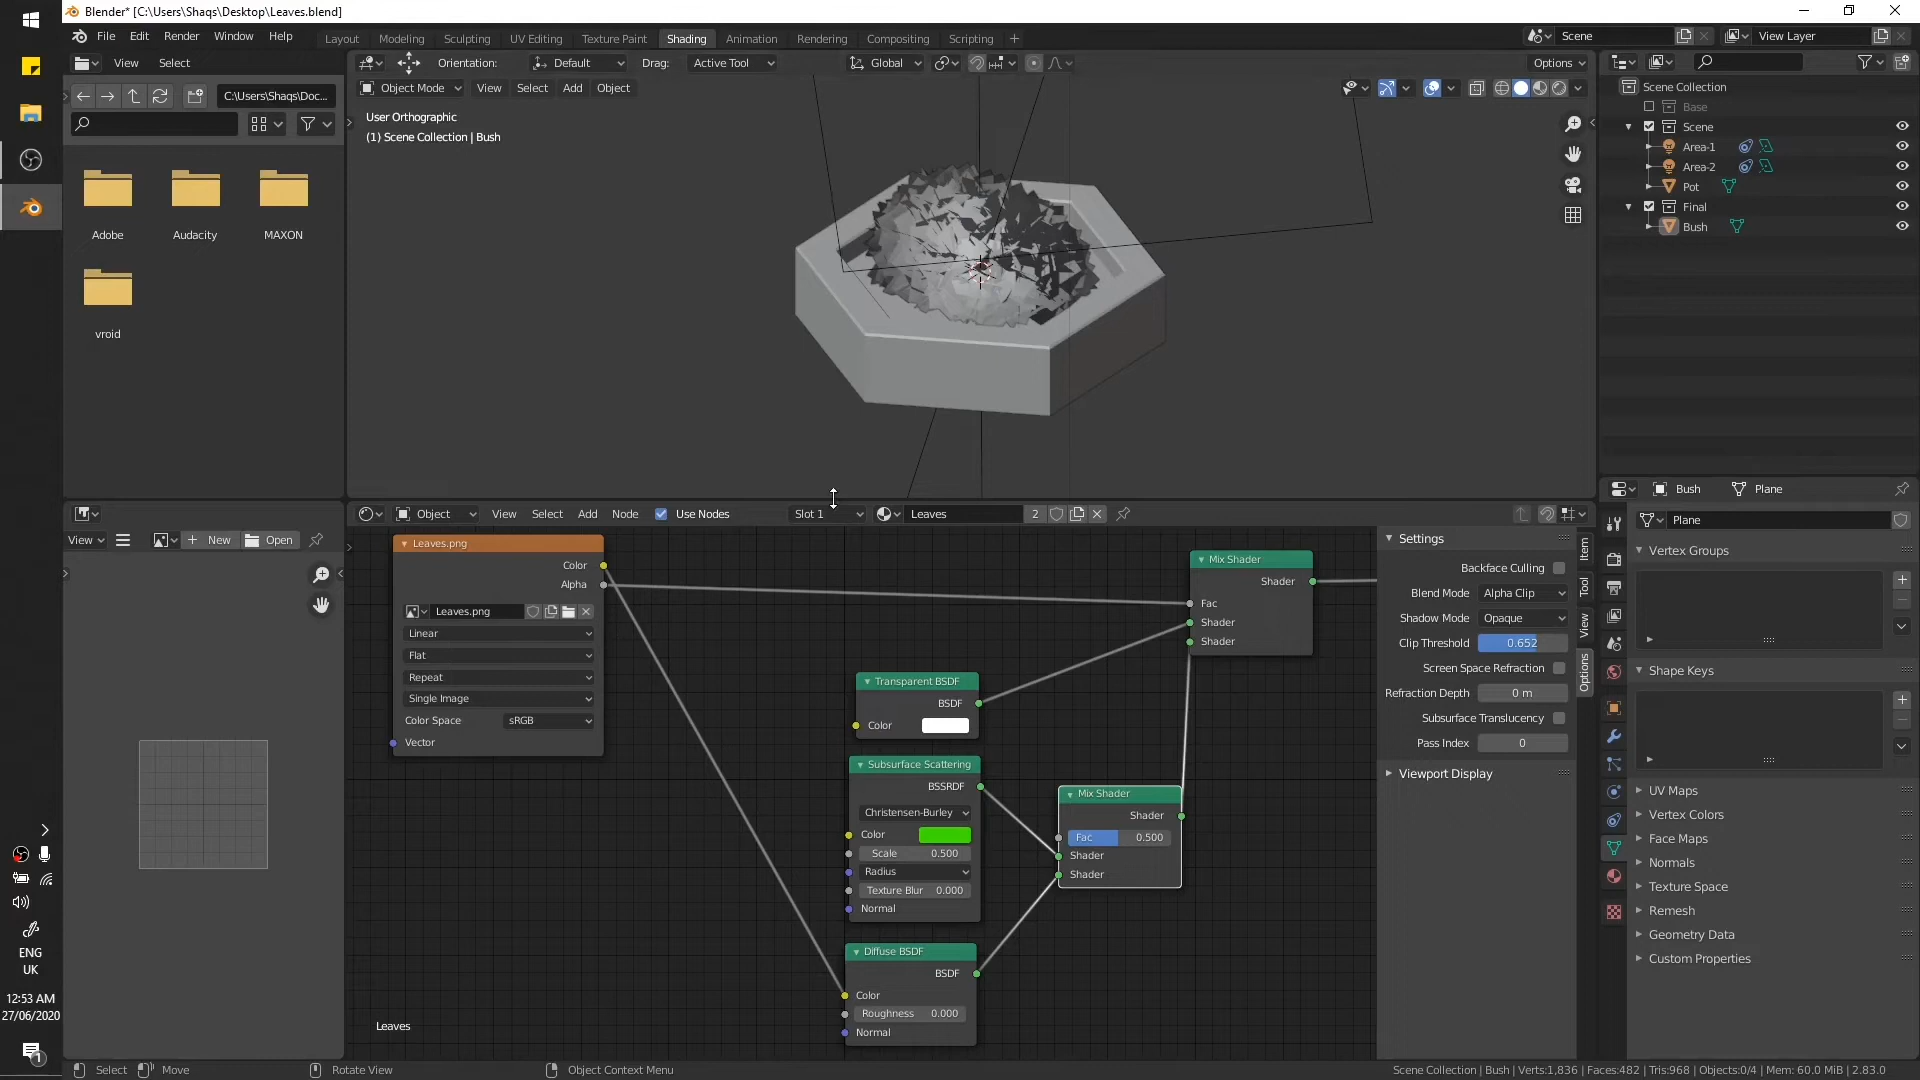 Blender* [C:\Users\Shaqs\Desktop\Leaves.blend]
File Edit Render Window Help
Layout Modeling Sculpting UV Editing Texture Paint Shading Animation Rendering Compositing Scripting
Scene
View Layer
View Select
Orientation: Default Drag: Active Tool Global Options
C:\Users\Shaqs\Doc...
Object Mode View Select Add Object
User Orthographic
(1) Scene Collection | Bush
Adobe
Audacity
MAXON
vroid
Scene Collection
Base
Scene
Area-1
Area-2
Pot
Final
Bush
Bush Plane
Plane
Vertex Groups
Shape Keys
UV Maps
Vertex Colors
Face Maps
Normals
Texture Space
Remesh
Geometry Data
Custom Properties
View New Open
Object View Select Add Node Use Nodes Slot 1 Leaves 2
Leaves.png
Color
Alpha
Leaves.png
Linear
Flat
Repeat
Single Image
Color Space sRGB
Vector
Transparent BSDF
BSDF
Color
Subsurface Scattering
BSSRDF
Christensen-Burley
Color
Scale 0.500
Radius
Texture Blur 0.000
Normal
Diffuse BSDF
BSDF
Color
Roughness 0.000
Normal
Mix Shader
Shader
Fac 0.500
Shader
Shader
Mix Shader
Shader
Fac
Shader
Shader
Settings
Backface Culling
Blend Mode Alpha Clip
Shadow Mode Opaque
Clip Threshold 0.652
Screen Space Refraction
Refraction Depth 0 m
Subsurface Translucency
Pass Index 0
Viewport Display
Item
Tool
View
Options
Leaves
ENG
UK
12:53 AM
27/06/2020
1
Select Move Rotate View Object Context Menu
Scene Collection | Bush | Verts:1,836 | Faces:482 | Tris:968 | Objects:0/4 | Mem: 60.0 MiB | 2.83.0